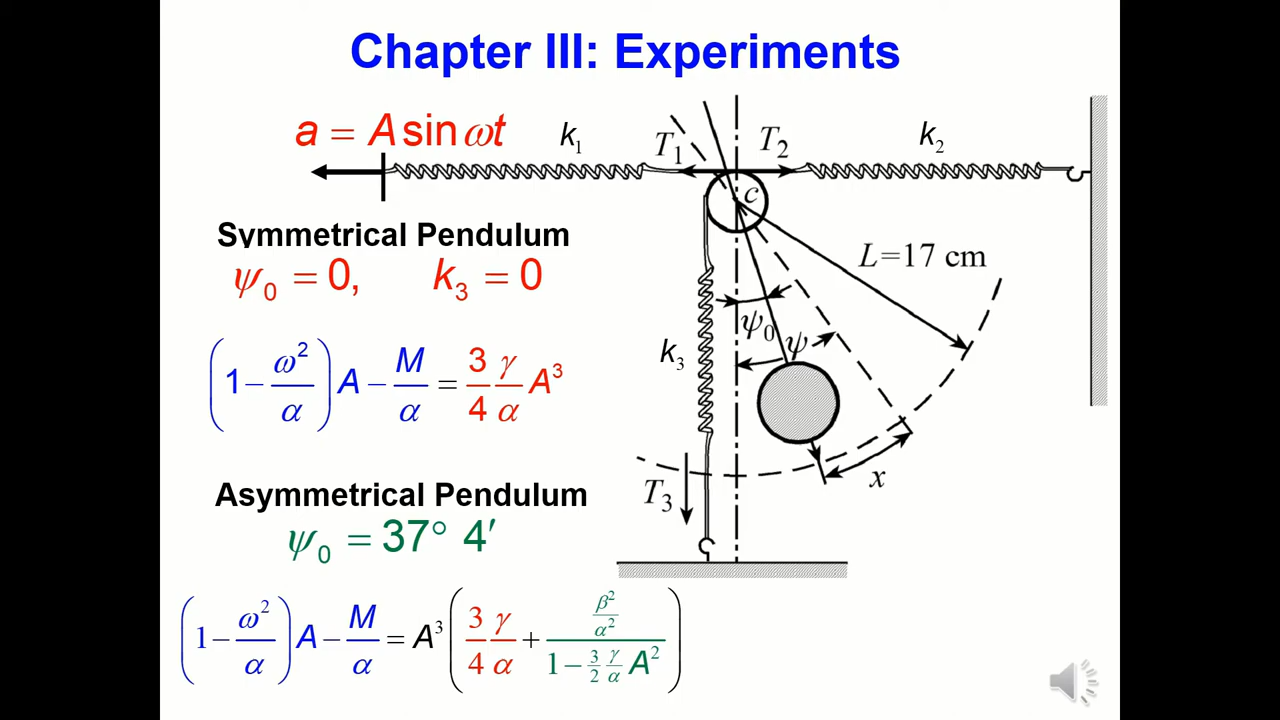 Chapter III: Experiments
a = A sin ωt
k₁
T₁
T₂
k₂
c
Symmetrical Pendulum
ψ₀ = 0, k₃ = 0
L=17 cm
ψ₀
ψ
k₃
(1 − ω²/α) A − M/α = 3/4 γ/α A³
x
T₃
Asymmetrical Pendulum
ψ₀ = 37° 4′
(1 − ω²/α) A − M/α = A³ (3/4 γ/α + (β²/α²)/(1 − 3/2 γ/α A²))